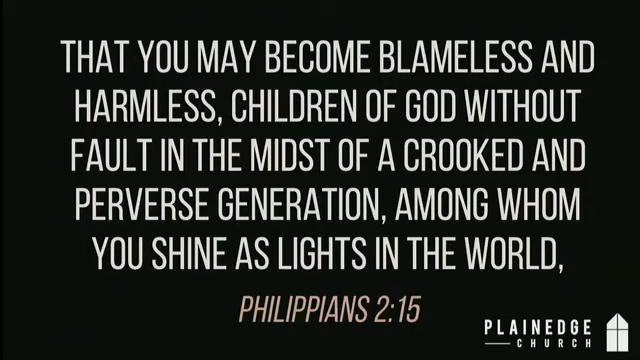 THAT YOU MAY BECOME BLAMELESS AND
HARMLESS, CHILDREN OF GOD WITHOUT
FAULT IN THE MIDST OF A CROOKED AND
PERVERSE GENERATION, AMONG WHOM
YOU SHINE AS LIGHTS IN THE WORLD,
PHILIPPIANS 2:15
PLAINEDGE
CHURCH